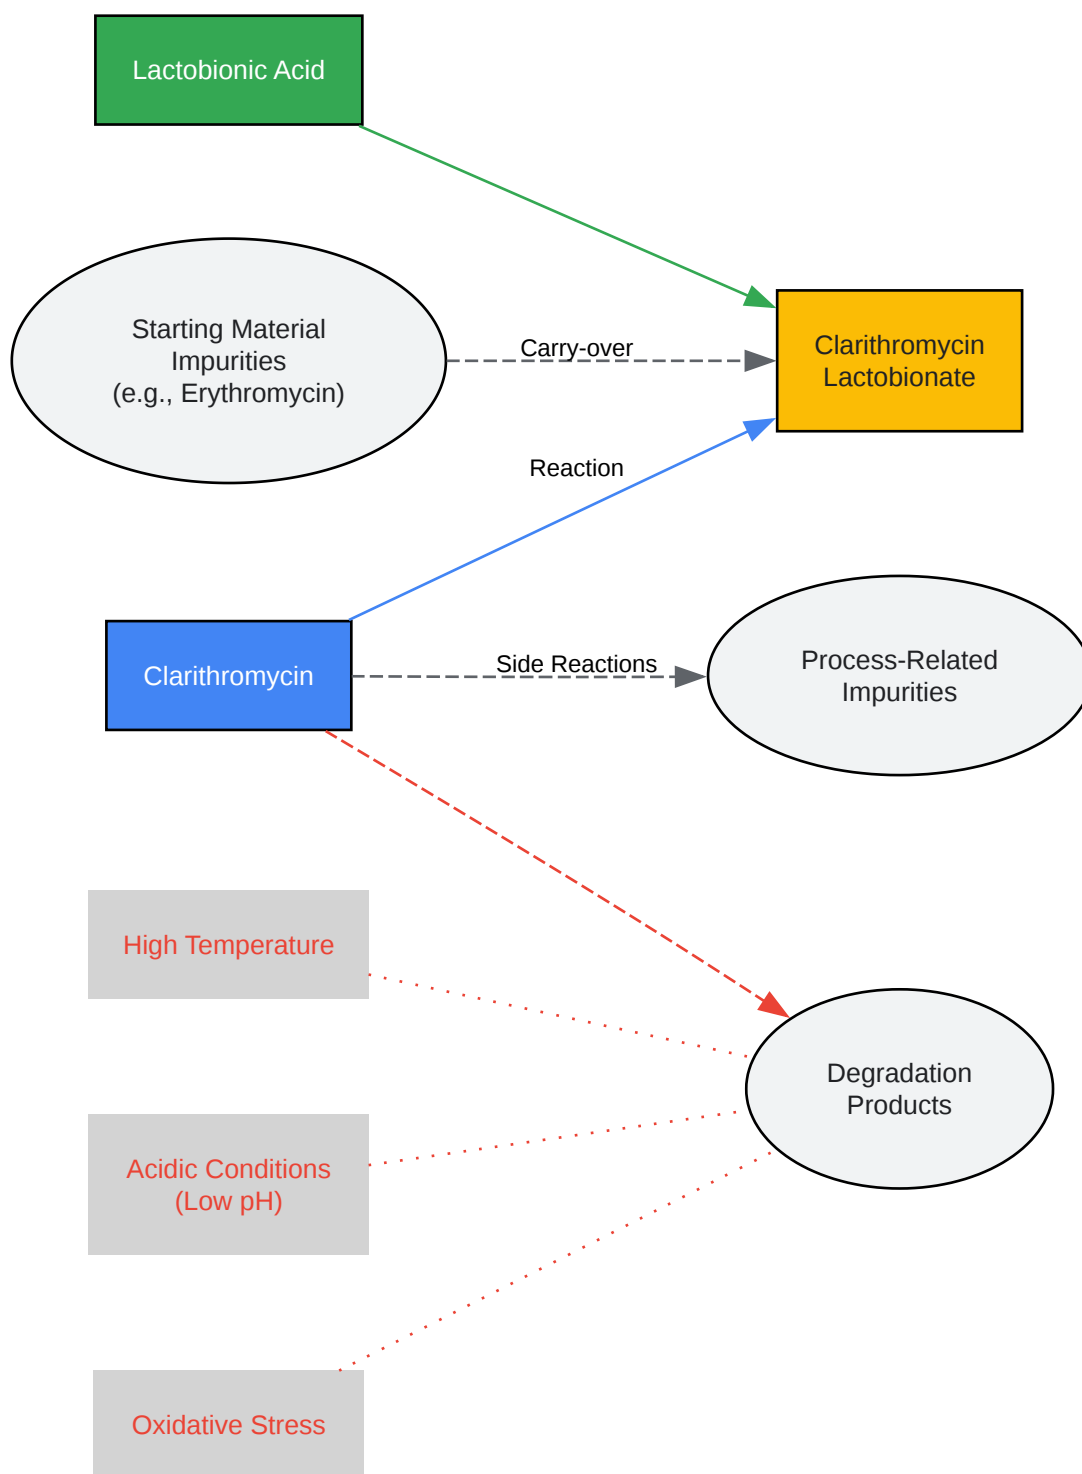 Lactobionic Acid
Starting Material
Impurities
(e.g., Erythromycin)
Carry-over
Clarithromycin
Lactobionate
Reaction
Clarithromycin
Side Reactions
Process-Related
Impurities
High Temperature
Degradation
Products
Acidic Conditions
(Low pH)
Oxidative Stress